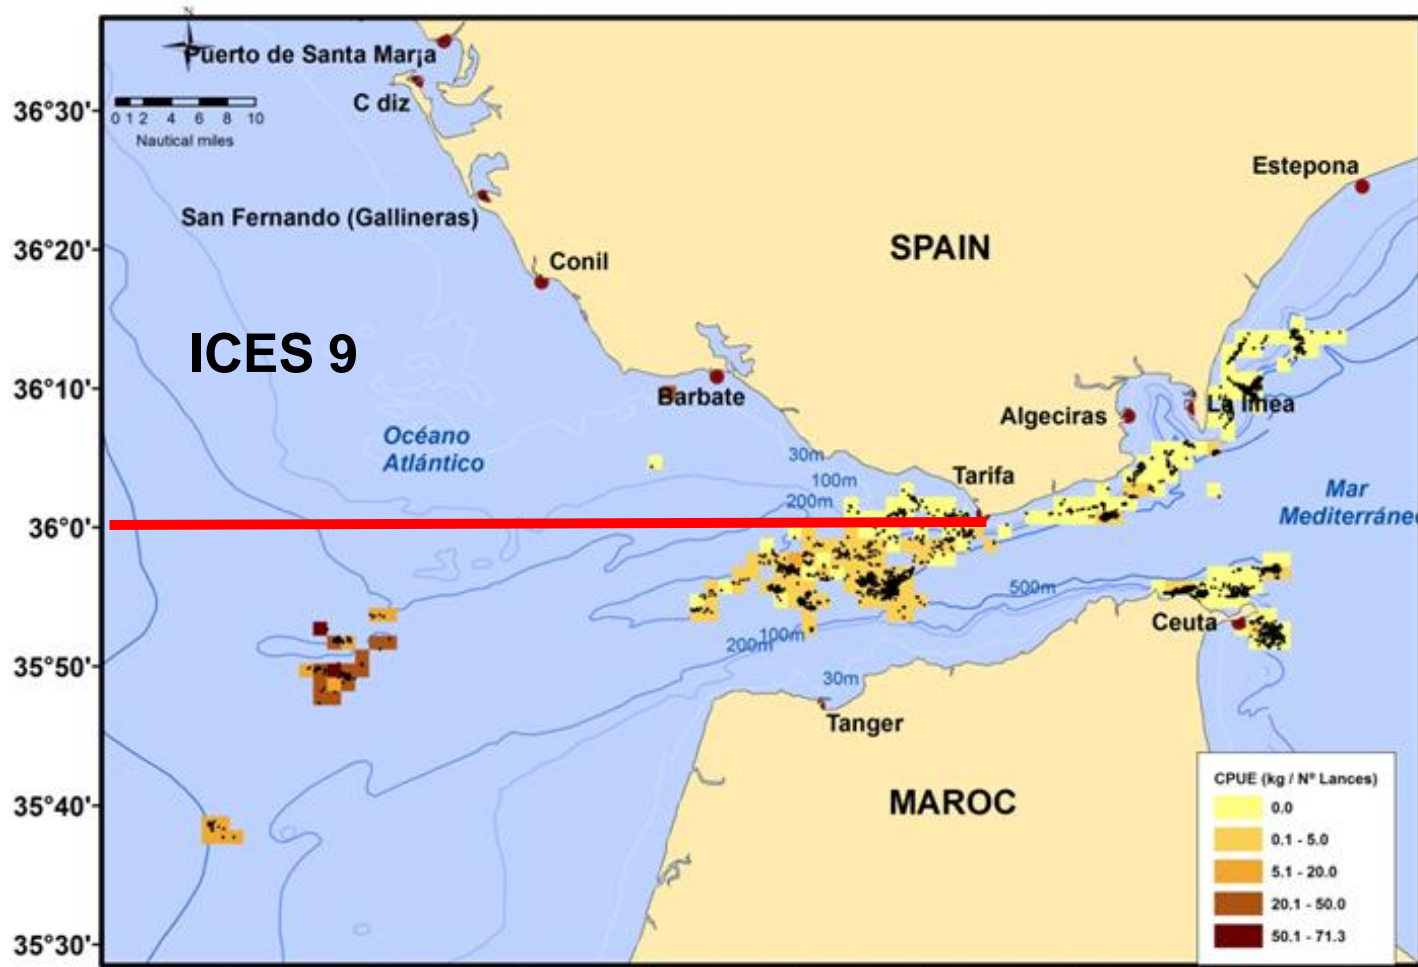 N
Puerto de Santa Mar¡a
C diz
36°30'
0 1 2 4 6 8 10
Nautical miles
Estepona
San Fernando (Gallineras)
36°20'
SPAIN
Conil
ICES 9
36°10'
Barbate
Algeciras
La línea
Océano
Atlántico
30m
100m
200m
Tarifa
Mar
Mediterráneo
36°0'
500m
Ceuta
100m
200m
35°50'
30m
Tanger
MAROC
35°40'
35°30'
CPUE (kg / Nº Lances)
0.0
0.1 - 5.0
5.1 - 20.0
20.1 - 50.0
50.1 - 71.3